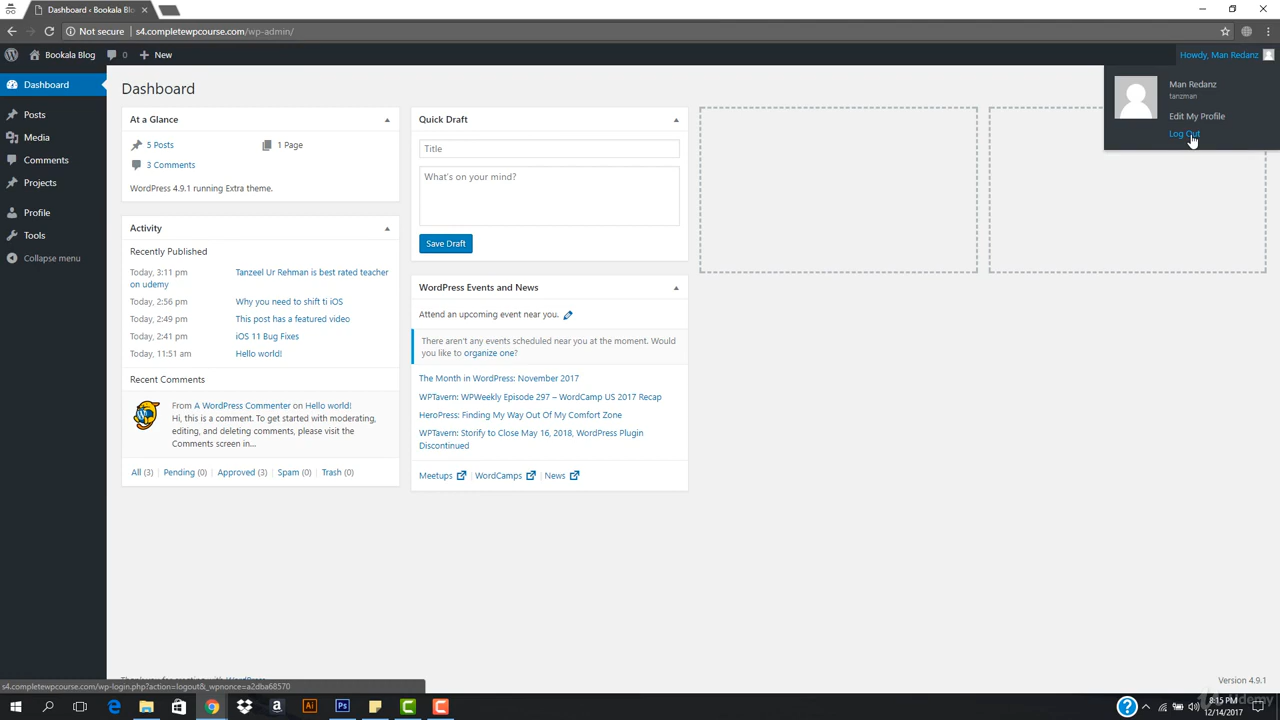 Dashboard ‹ Bookala Blo
Not secure | s4.completewpcourse.com/wp-admin/
Bookala Blog 0 New Howdy, Man Redanz
Man Redanz
tanzman
Edit My Profile
Log Out
Dashboard
Posts
Media
Comments
Projects
Profile
Tools
Collapse menu
Dashboard
At a Glance
5 Posts 1 Page
3 Comments
WordPress 4.9.1 running Extra theme.
Activity
Recently Published
Today, 3:11 pm Tanzeel Ur Rehman is best rated teacher
on udemy
Today, 2:56 pm Why you need to shift ti iOS
Today, 2:49 pm This post has a featured video
Today, 2:41 pm iOS 11 Bug Fixes
Today, 11:51 am Hello world!
Recent Comments
From A WordPress Commenter on Hello world!
Hi, this is a comment. To get started with moderating,
editing, and deleting comments, please visit the
Comments screen in…
All (3) | Pending (0) | Approved (3) | Spam (0) | Trash (0)
Quick Draft
Title
What's on your mind?
Save Draft
WordPress Events and News
Attend an upcoming event near you.
There aren't any events scheduled near you at the moment. Would
you like to organize one?
The Month in WordPress: November 2017
WPTavern: WPWeekly Episode 297 – WordCamp US 2017 Recap
HeroPress: Finding My Way Out Of My Comfort Zone
WPTavern: Storify to Close May 16, 2018, WordPress Plugin
Discontinued
Meetups | WordCamps | News
Version 4.9.1
s4.completewpcourse.com/wp-login.php?action=logout&_wpnonce=a2dba68570
8:15 PM
12/14/2017
Udemy